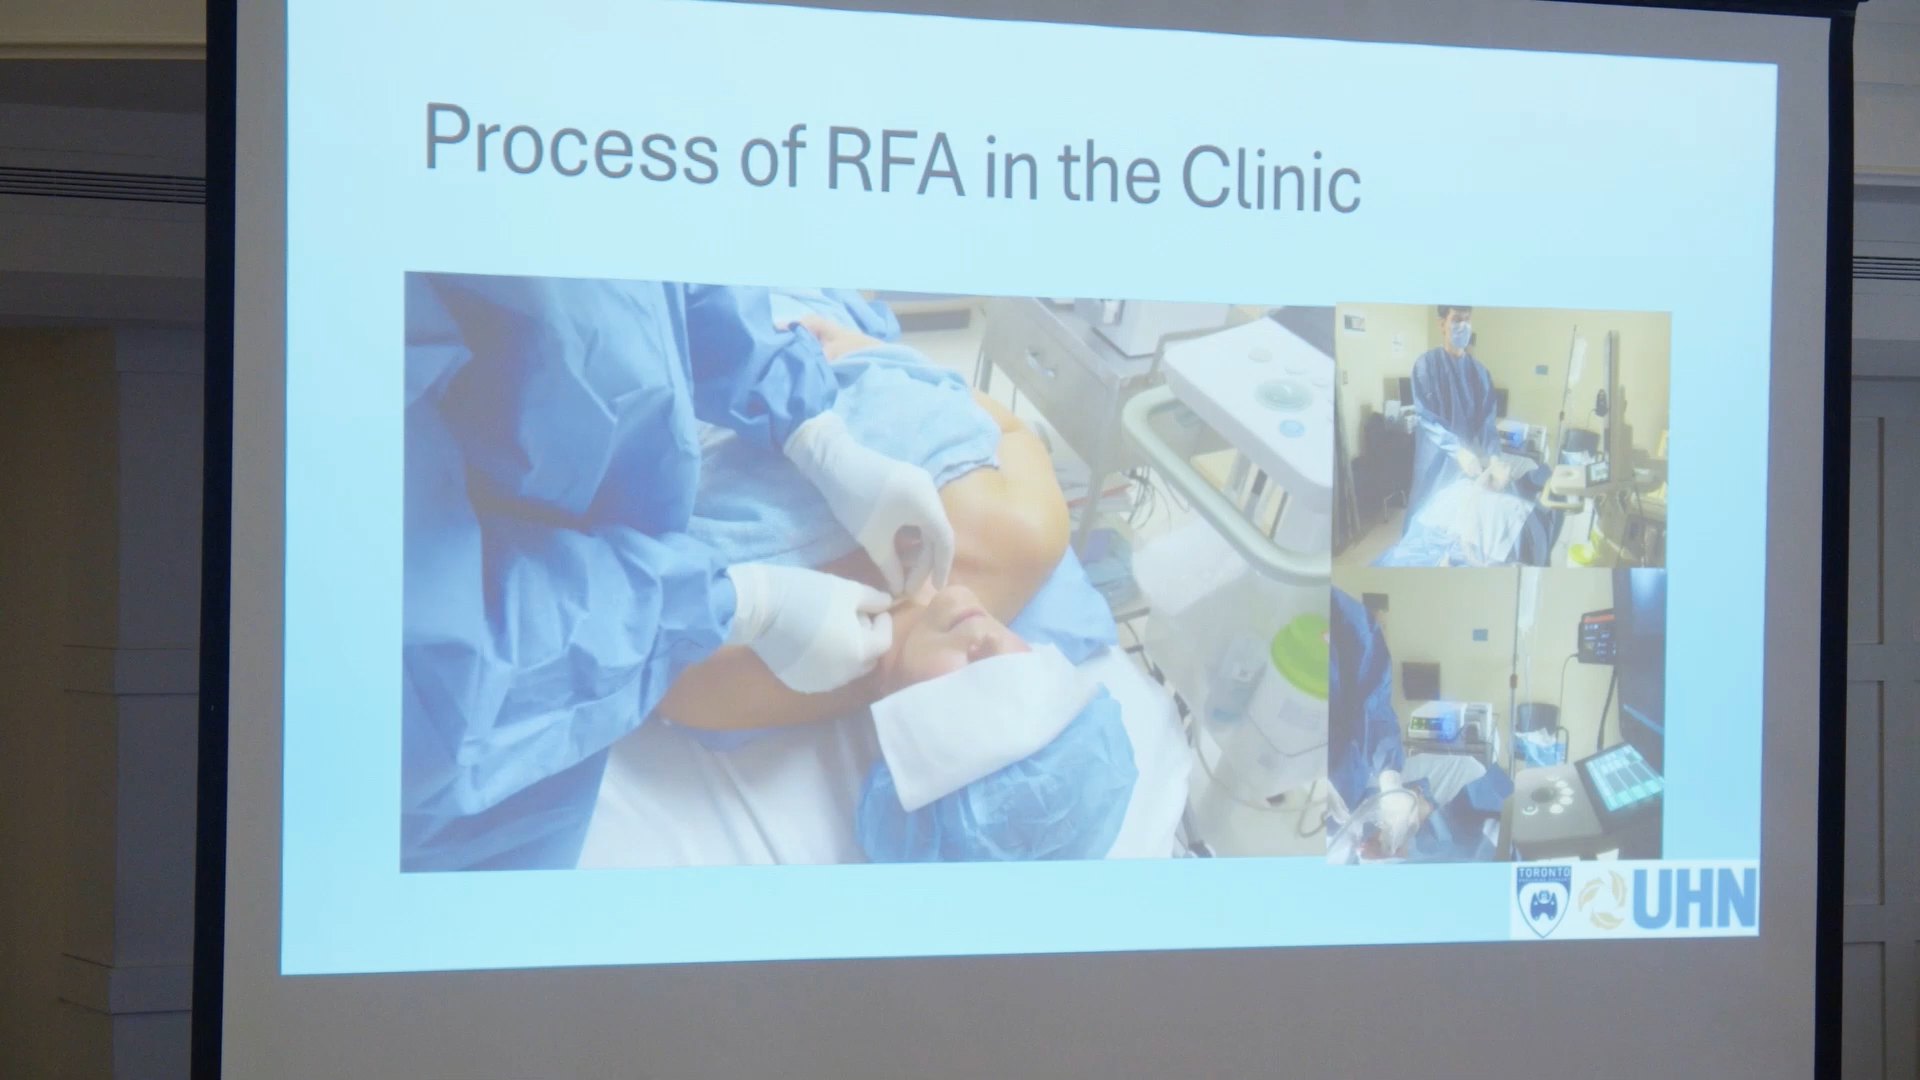 Process of RFA in the Clinic
TORONTO
UHN